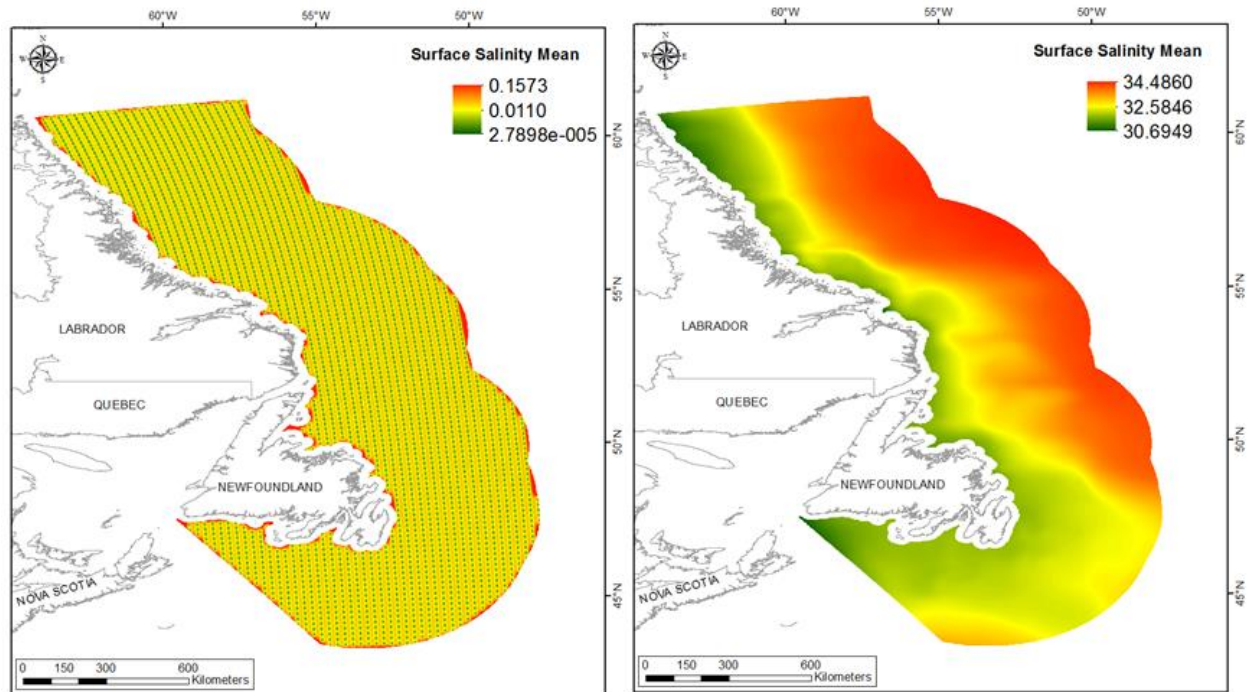 60°W 55°W 50°W
N
W E
S
Surface Salinity Mean
0.1573
0.0110
2.7898e-005
60°N
55°N
50°N
45°N
LABRADOR
QUEBEC
NEWFOUNDLAND
NOVA SCOTIA
0 150 300 600
Kilometers
60°W 55°W 50°W
N
W E
S
Surface Salinity Mean
34.4860
32.5846
30.6949
60°N
55°N
50°N
45°N
LABRADOR
QUEBEC
NEWFOUNDLAND
NOVA SCOTIA
0 150 300 600
Kilometers